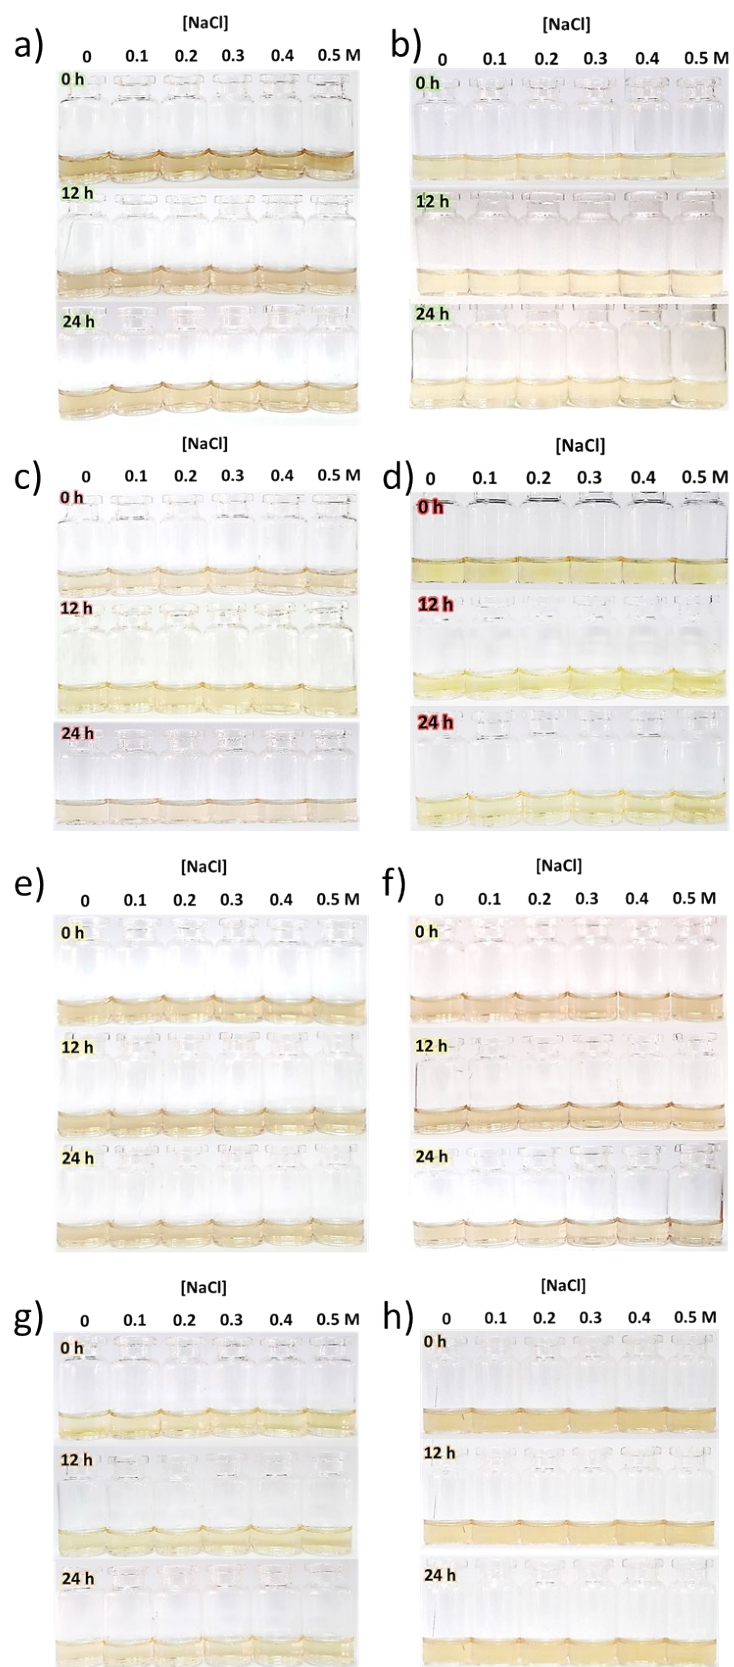 [NaCl]
a) 0 0.1 0.2 0.3 0.4 0.5 M
0 h
12 h
24 h
[NaCl]
b) 0 0.1 0.2 0.3 0.4 0.5 M
0 h
12 h
24 h
[NaCl]
c) 0 0.1 0.2 0.3 0.4 0.5 M
0 h
12 h
24 h
[NaCl]
d) 0 0.1 0.2 0.3 0.4 0.5 M
0 h
12 h
24 h
[NaCl]
e) 0 0.1 0.2 0.3 0.4 0.5 M
0 h
12 h
24 h
[NaCl]
f) 0 0.1 0.2 0.3 0.4 0.5 M
0 h
12 h
24 h
[NaCl]
g) 0 0.1 0.2 0.3 0.4 0.5 M
0 h
12 h
24 h
[NaCl]
h) 0 0.1 0.2 0.3 0.4 0.5 M
0 h
12 h
24 h